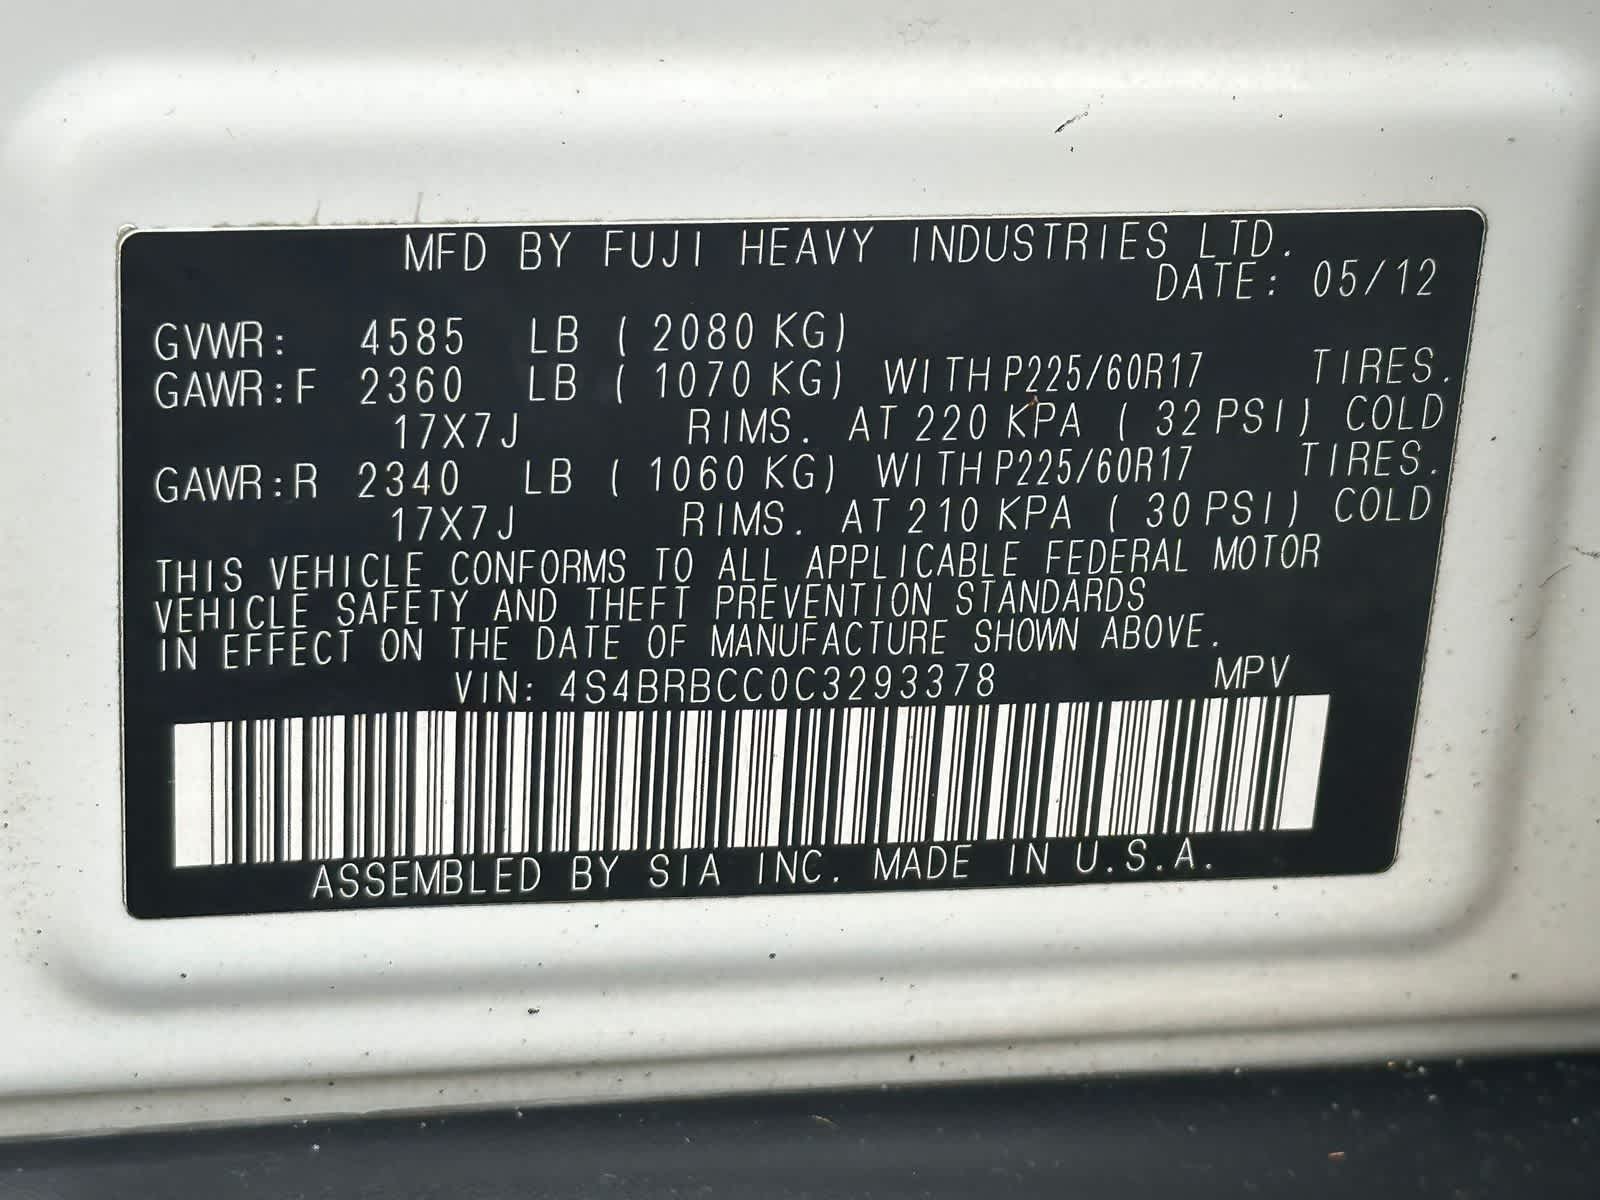 MFD BY FUJI HEAVY INDUSTRIES LTD.
DATE: 05/12
GVWR: 4585 LB ( 2080 KG)
GAWR:F 2360 LB ( 1070 KG) WITH P225/60R17 TIRES.
17X7J RIMS. AT 220 KPA ( 32 PSI) COLD
GAWR:R 2340 LB ( 1060 KG) WITH P225/60R17 TIRES.
17X7J RIMS. AT 210 KPA ( 30 PSI) COLD
THIS VEHICLE CONFORMS TO ALL APPLICABLE FEDERAL MOTOR
VEHICLE SAFETY AND THEFT PREVENTION STANDARDS
IN EFFECT ON THE DATE OF MANUFACTURE SHOWN ABOVE.
VIN: 4S4BRBCC0C3293378 MPV
ASSEMBLED BY SIA INC. MADE IN U.S.A.